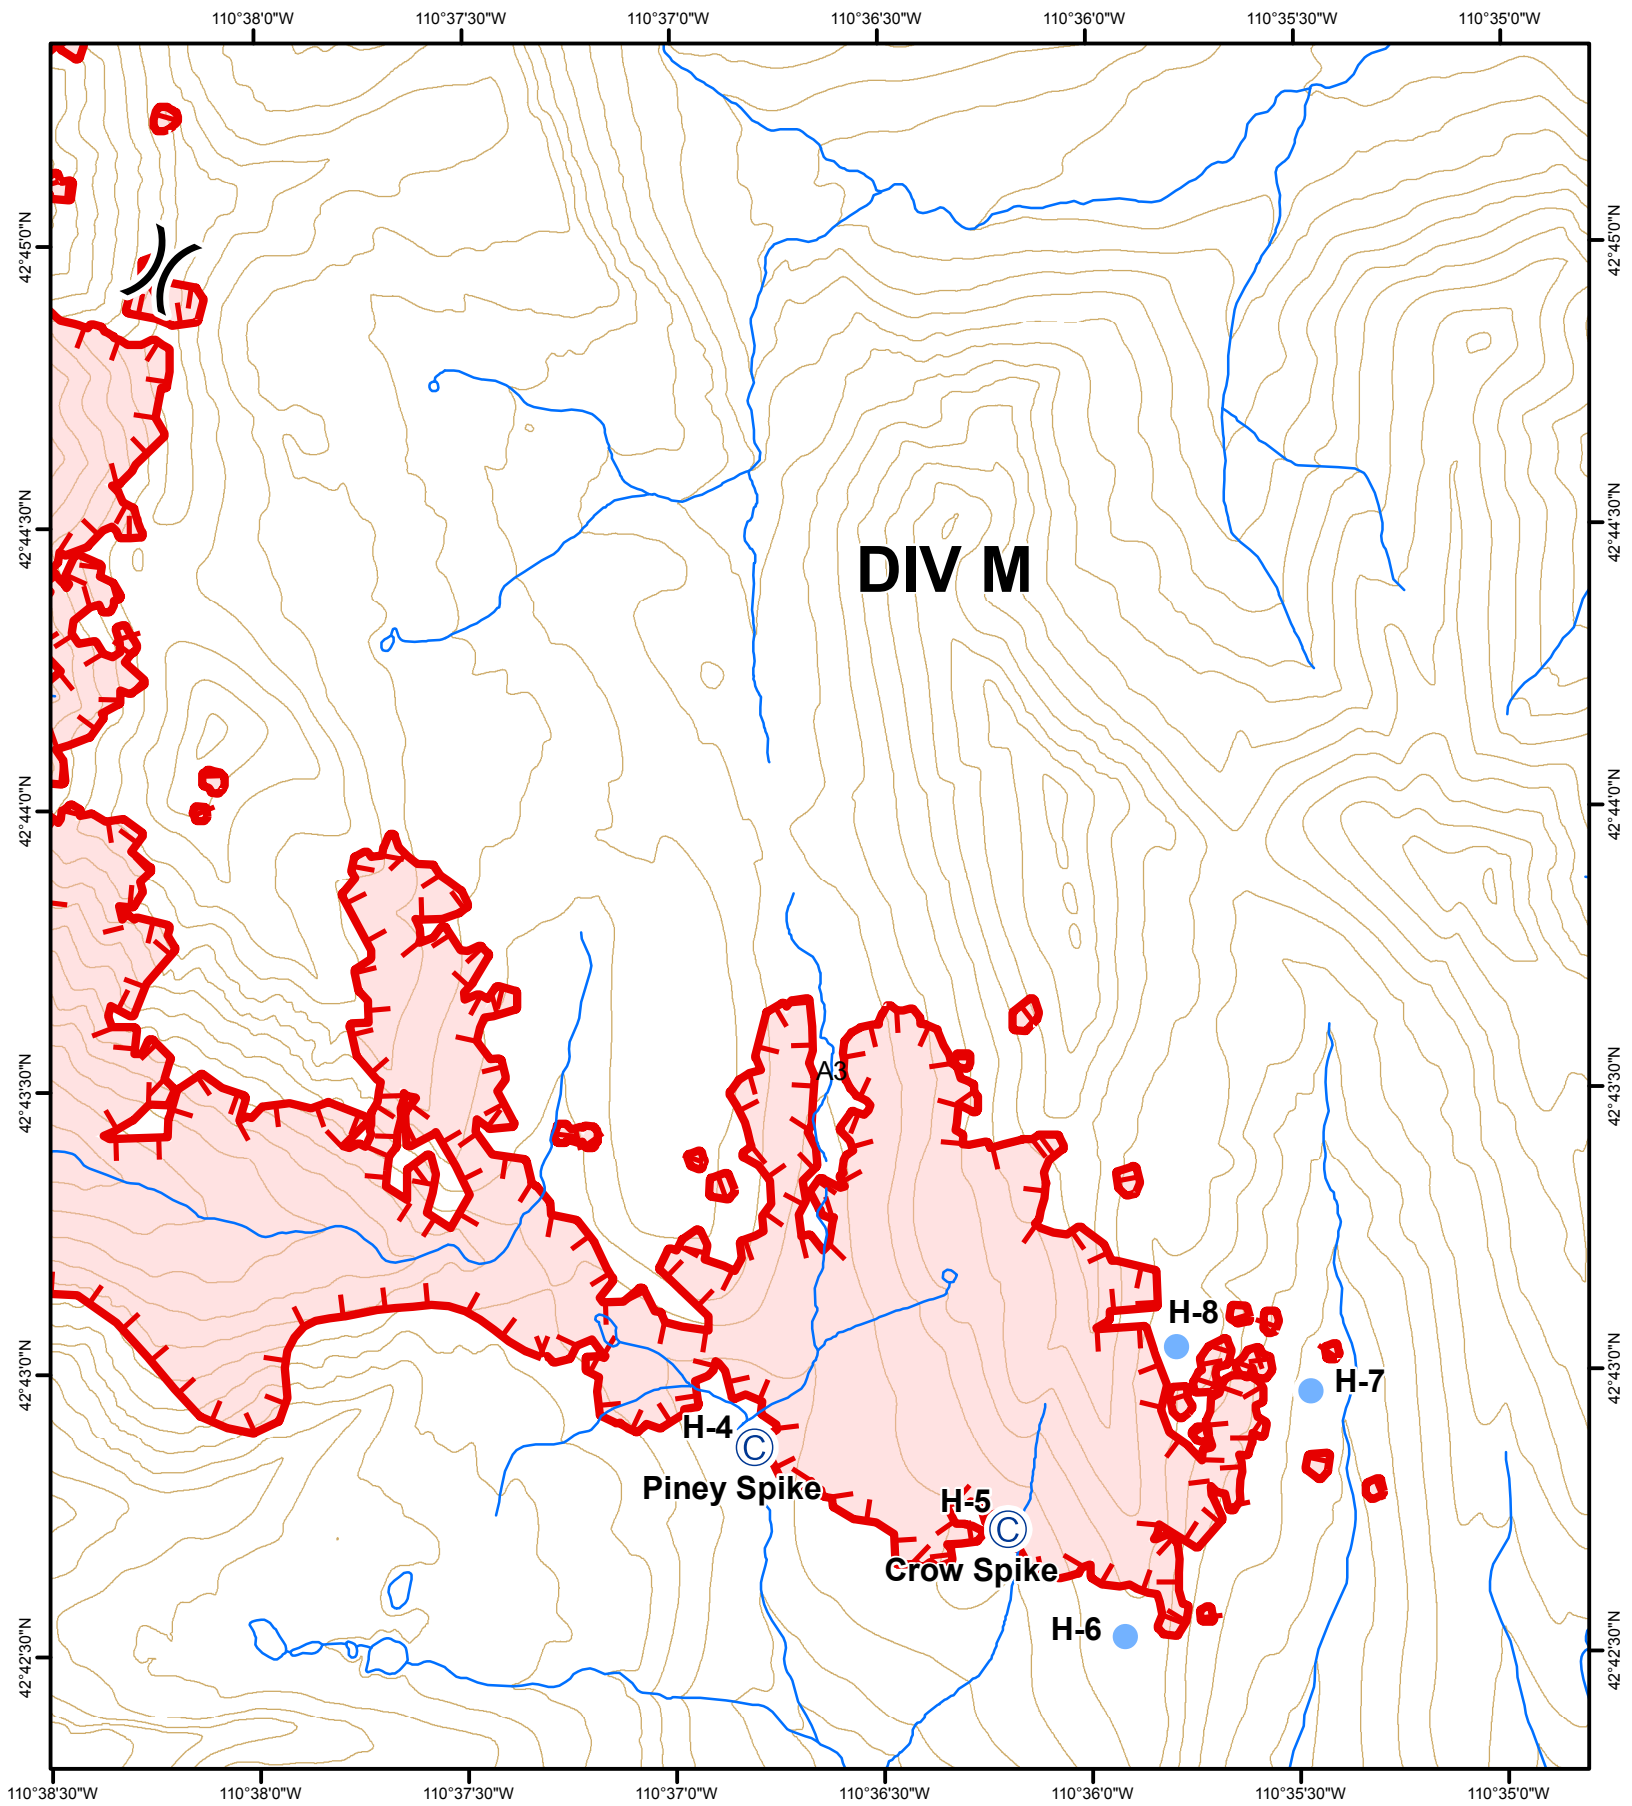 110°38'0"W
110°37'30"W
110°37'0"W
110°36'30"W
110°36'0"W
110°35'30"W
110°35'0"W
42°45'0"N
42°45'0"N
42°44'30"N
42°44'30"N
DIV M
42°44'0"N
42°44'0"N
A3
42°43'30"N
42°43'30"N
H-8
H-7
42°43'0"N
42°43'0"N
H-4
C
Piney Spike
H-5
C
Crow Spike
H-6
42°42'30"N
42°42'30"N
110°38'30"W
110°38'0"W
110°37'30"W
110°37'0"W
110°36'30"W
110°36'0"W
110°35'30"W
110°35'0"W